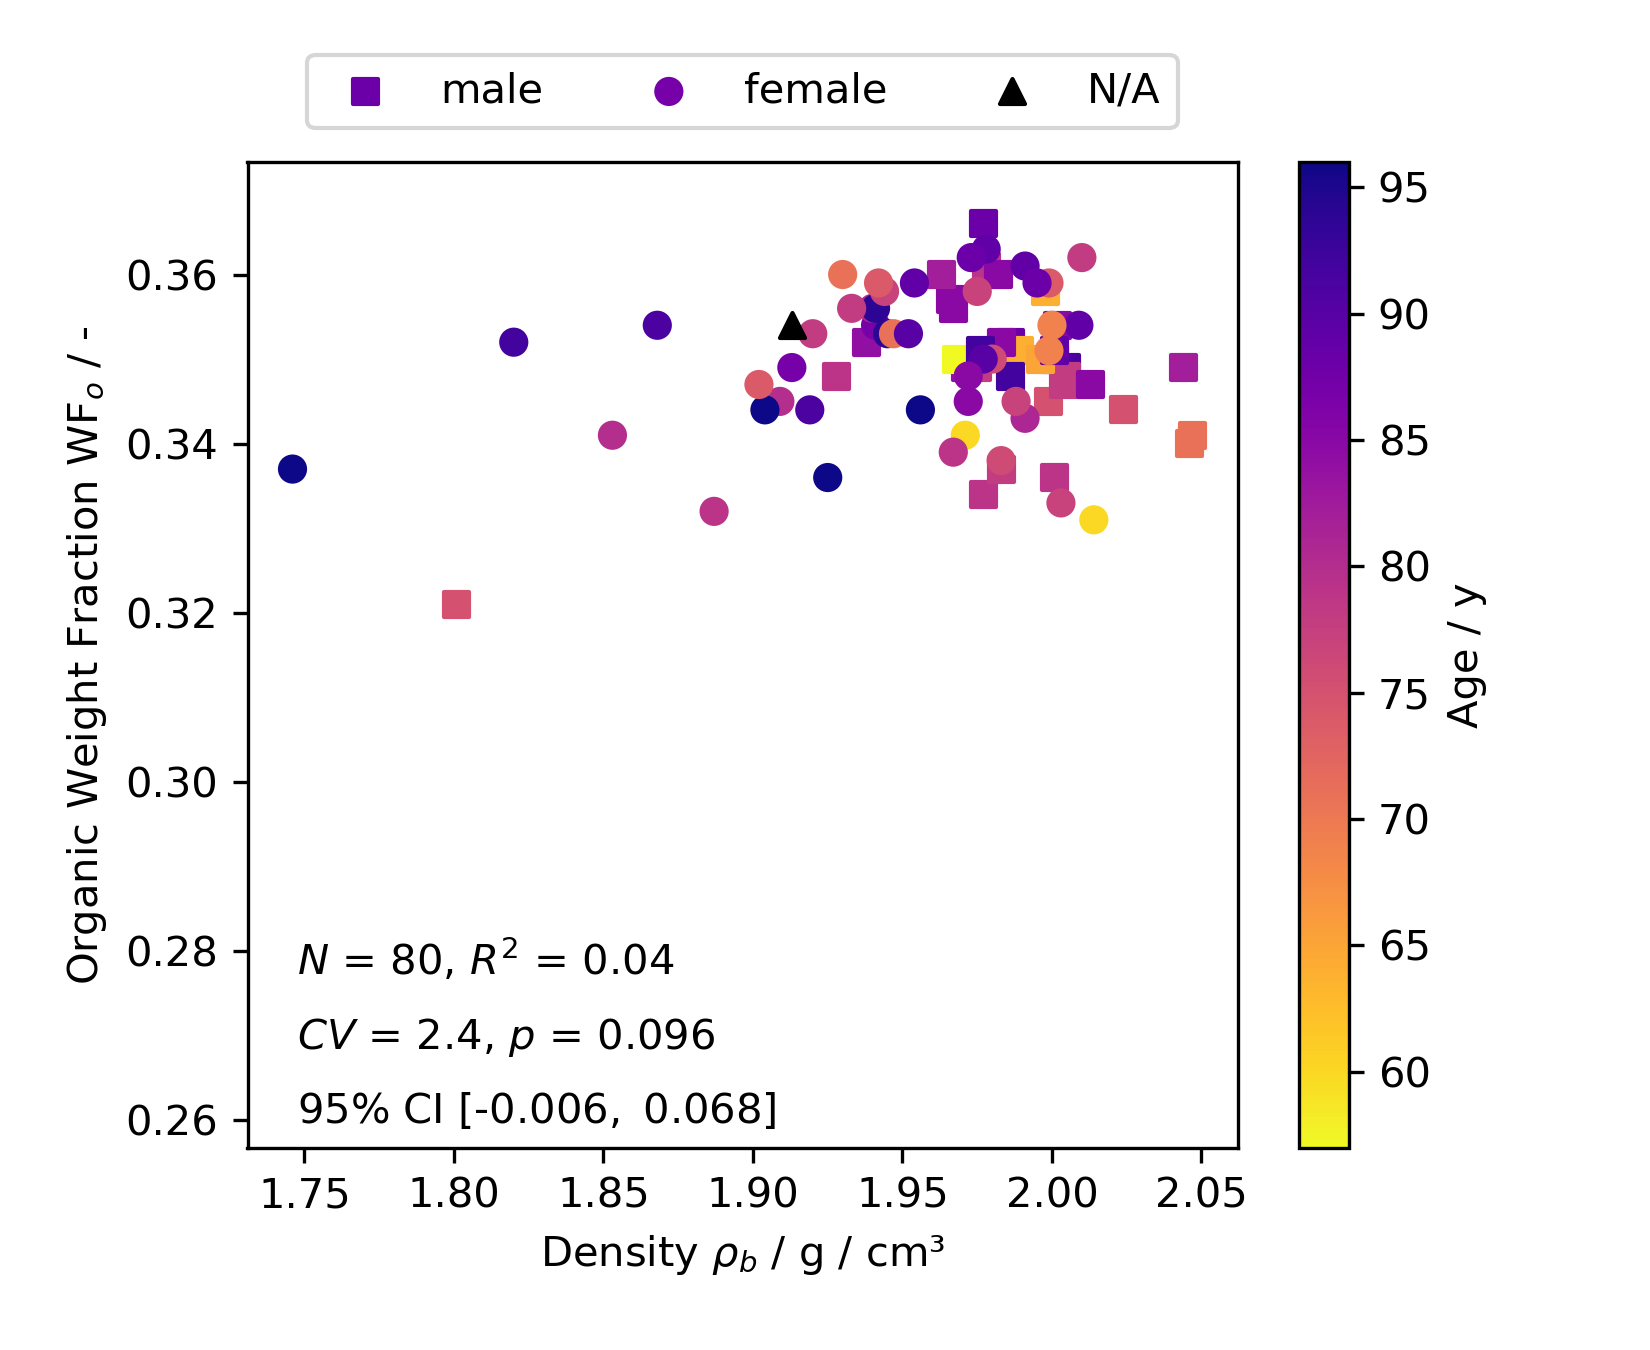 male female N/A
0.36
0.34
0.32
0.30
0.28
0.26
Organic Weight Fraction WFₒ / -
N = 80, R² = 0.04
CV = 2.4, p = 0.096
95% CI [-0.006, 0.068]
1.75 1.80 1.85 1.90 1.95 2.00 2.05
Density ρ_b / g / cm³
95
90
85
80
75
70
65
60
Age / y